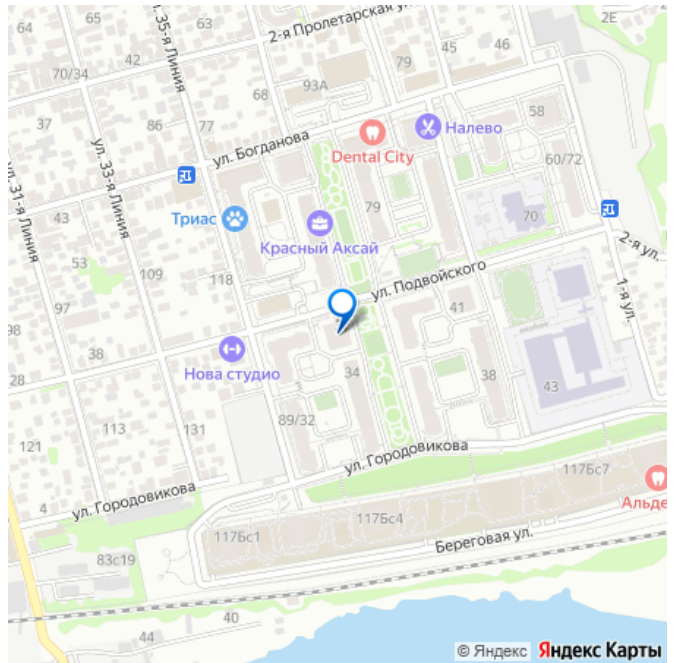 2-я Пролетарская ул.
2Е
65
63
ул. 35-я Линия
42
70/34
79
45
46
93А
68
37
86
77
ул. Богданова
Dental City
Налево
58
60/72
ул. 31-я Линия
ул. 33-я Линия
43
Триас
79
70
Красный Аксай
2-я ул.
53
109
118
ул. Подвойского
1-я ул.
97
98
41
38
Нова студио
28
34
38
43
89/32
113
131
121
ул. Городовикова
4
ул. Городовикова
117Бс7
Альде
117Бс4
117Бс1
Береговая ул.
83с19
40
44
© Яндекс Яндекс Карты